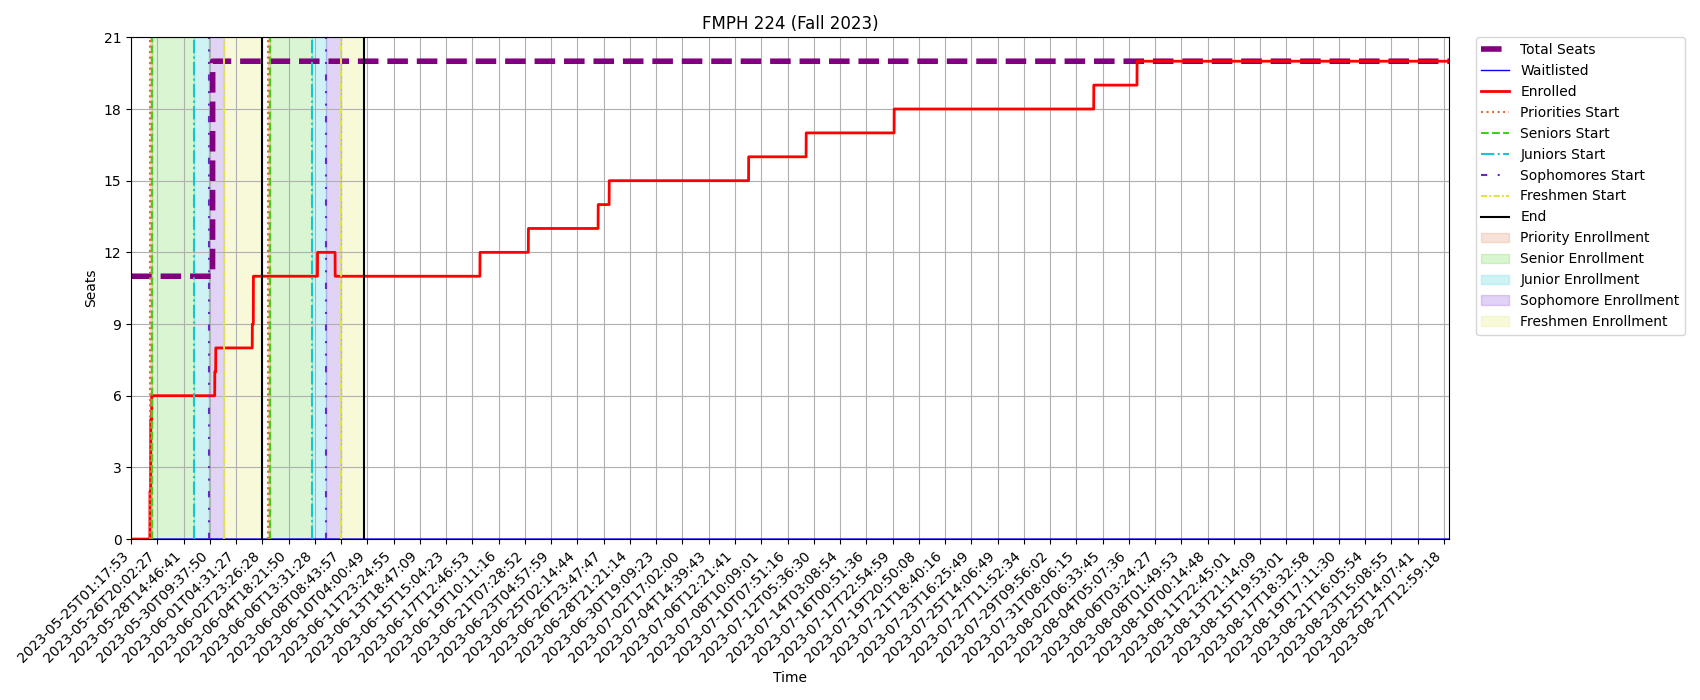 FMPH 224 (Fall 2023)
21
18
15
12
9
6
3
0
Seats
2023-05-25T01:17:53
2023-05-26T20:02:27
2023-05-28T14:46:41
2023-05-30T09:37:50
2023-06-01T04:31:27
2023-06-02T23:26:28
2023-06-04T18:21:50
2023-06-06T13:31:28
2023-06-08T08:43:57
2023-06-10T04:00:49
2023-06-11T23:24:55
2023-06-13T18:47:09
2023-06-15T15:04:23
2023-06-17T12:46:53
2023-06-19T10:11:16
2023-06-21T07:28:52
2023-06-23T04:57:59
2023-06-25T02:14:44
2023-06-26T23:47:47
2023-06-28T21:21:14
2023-06-30T19:09:23
2023-07-02T17:02:00
2023-07-04T14:39:43
2023-07-06T12:21:41
2023-07-08T10:09:01
2023-07-10T07:51:16
2023-07-12T05:36:30
2023-07-14T03:08:54
2023-07-16T00:51:36
2023-07-17T22:54:59
2023-07-19T20:50:08
2023-07-21T18:40:16
2023-07-23T16:25:49
2023-07-25T14:06:49
2023-07-27T11:52:34
2023-07-29T09:56:02
2023-07-31T08:06:15
2023-08-02T06:33:45
2023-08-04T05:07:36
2023-08-06T03:24:27
2023-08-08T01:49:53
2023-08-10T00:14:48
2023-08-11T22:45:01
2023-08-13T21:14:09
2023-08-15T19:53:01
2023-08-17T18:32:58
2023-08-19T17:11:30
2023-08-21T16:05:54
2023-08-23T15:08:55
2023-08-25T14:07:41
2023-08-27T12:59:18
Time
Total Seats
Waitlisted
Enrolled
Priorities Start
Seniors Start
Juniors Start
Sophomores Start
Freshmen Start
End
Priority Enrollment
Senior Enrollment
Junior Enrollment
Sophomore Enrollment
Freshmen Enrollment